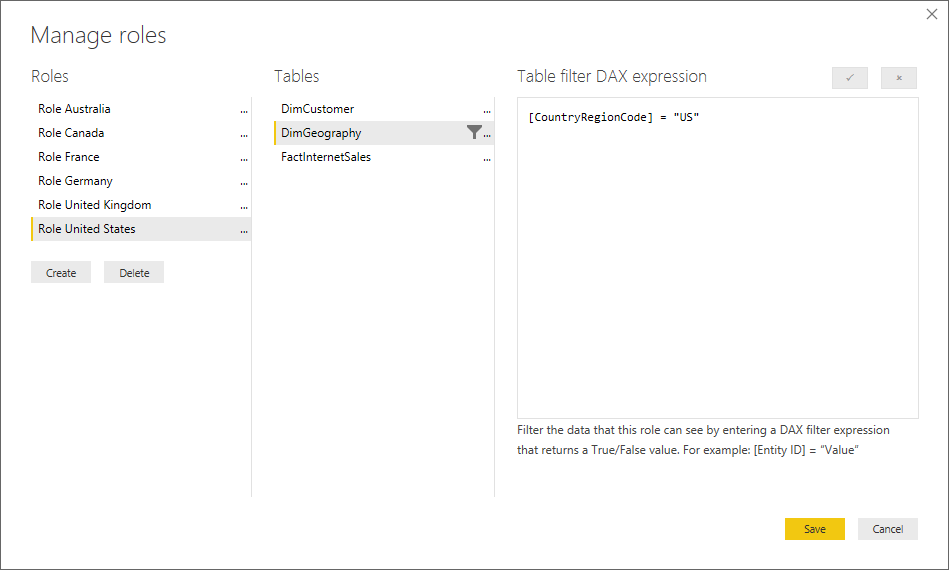 Manage roles
Roles
Role Australia ...
Role Canada ...
Role France ...
Role Germany ...
Role United Kingdom ...
Role United States ...
Create Delete
Tables
DimCustomer ...
DimGeography ...
FactInternetSales ...
Table filter DAX expression
[CountryRegionCode] = "US"
Filter the data that this role can see by entering a DAX filter expression
that returns a True/False value. For example: [Entity ID] = “Value”
Save Cancel